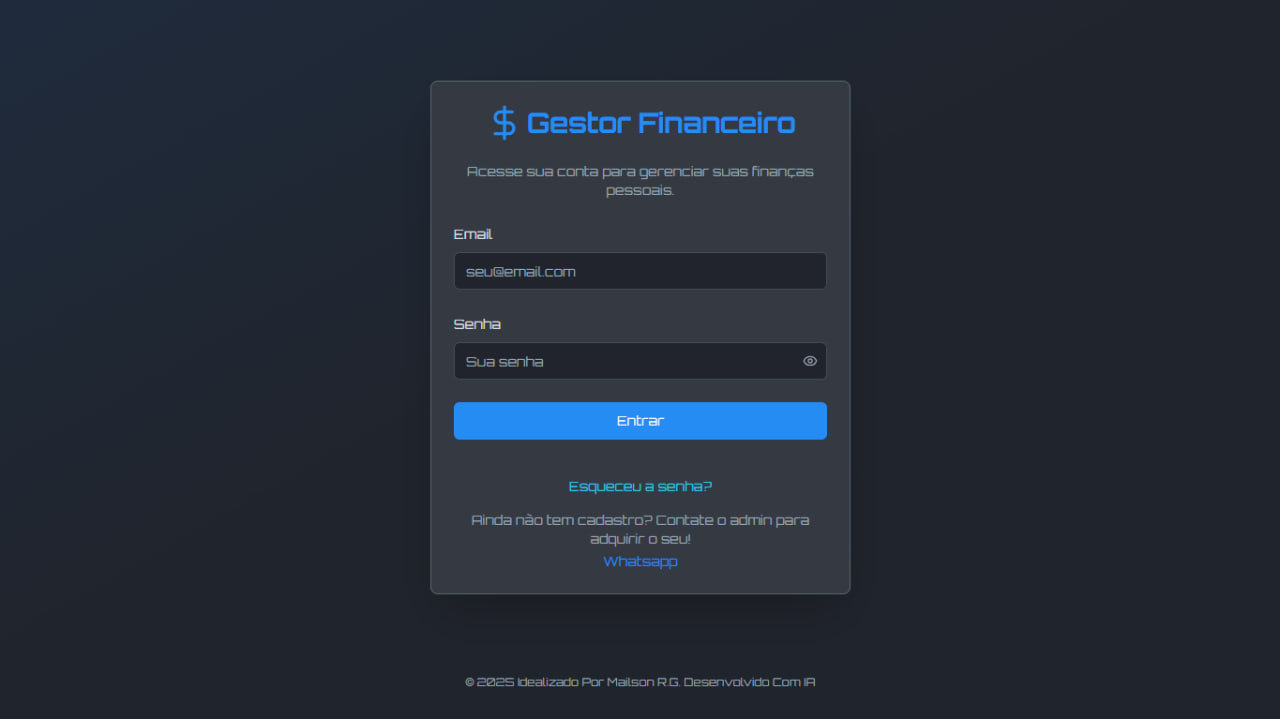 $ Gestor Financeiro
Acesse sua conta para gerenciar suas finanças
pessoais.
Email
seu@email.com
Senha
Sua senha
Entrar
Esqueceu a senha?
Ainda não tem cadastro? Contate o admin para
adquirir o seu!
Whatsapp
© 2025 Idealizado Por Mailson R.G. Desenvolvido Com IA